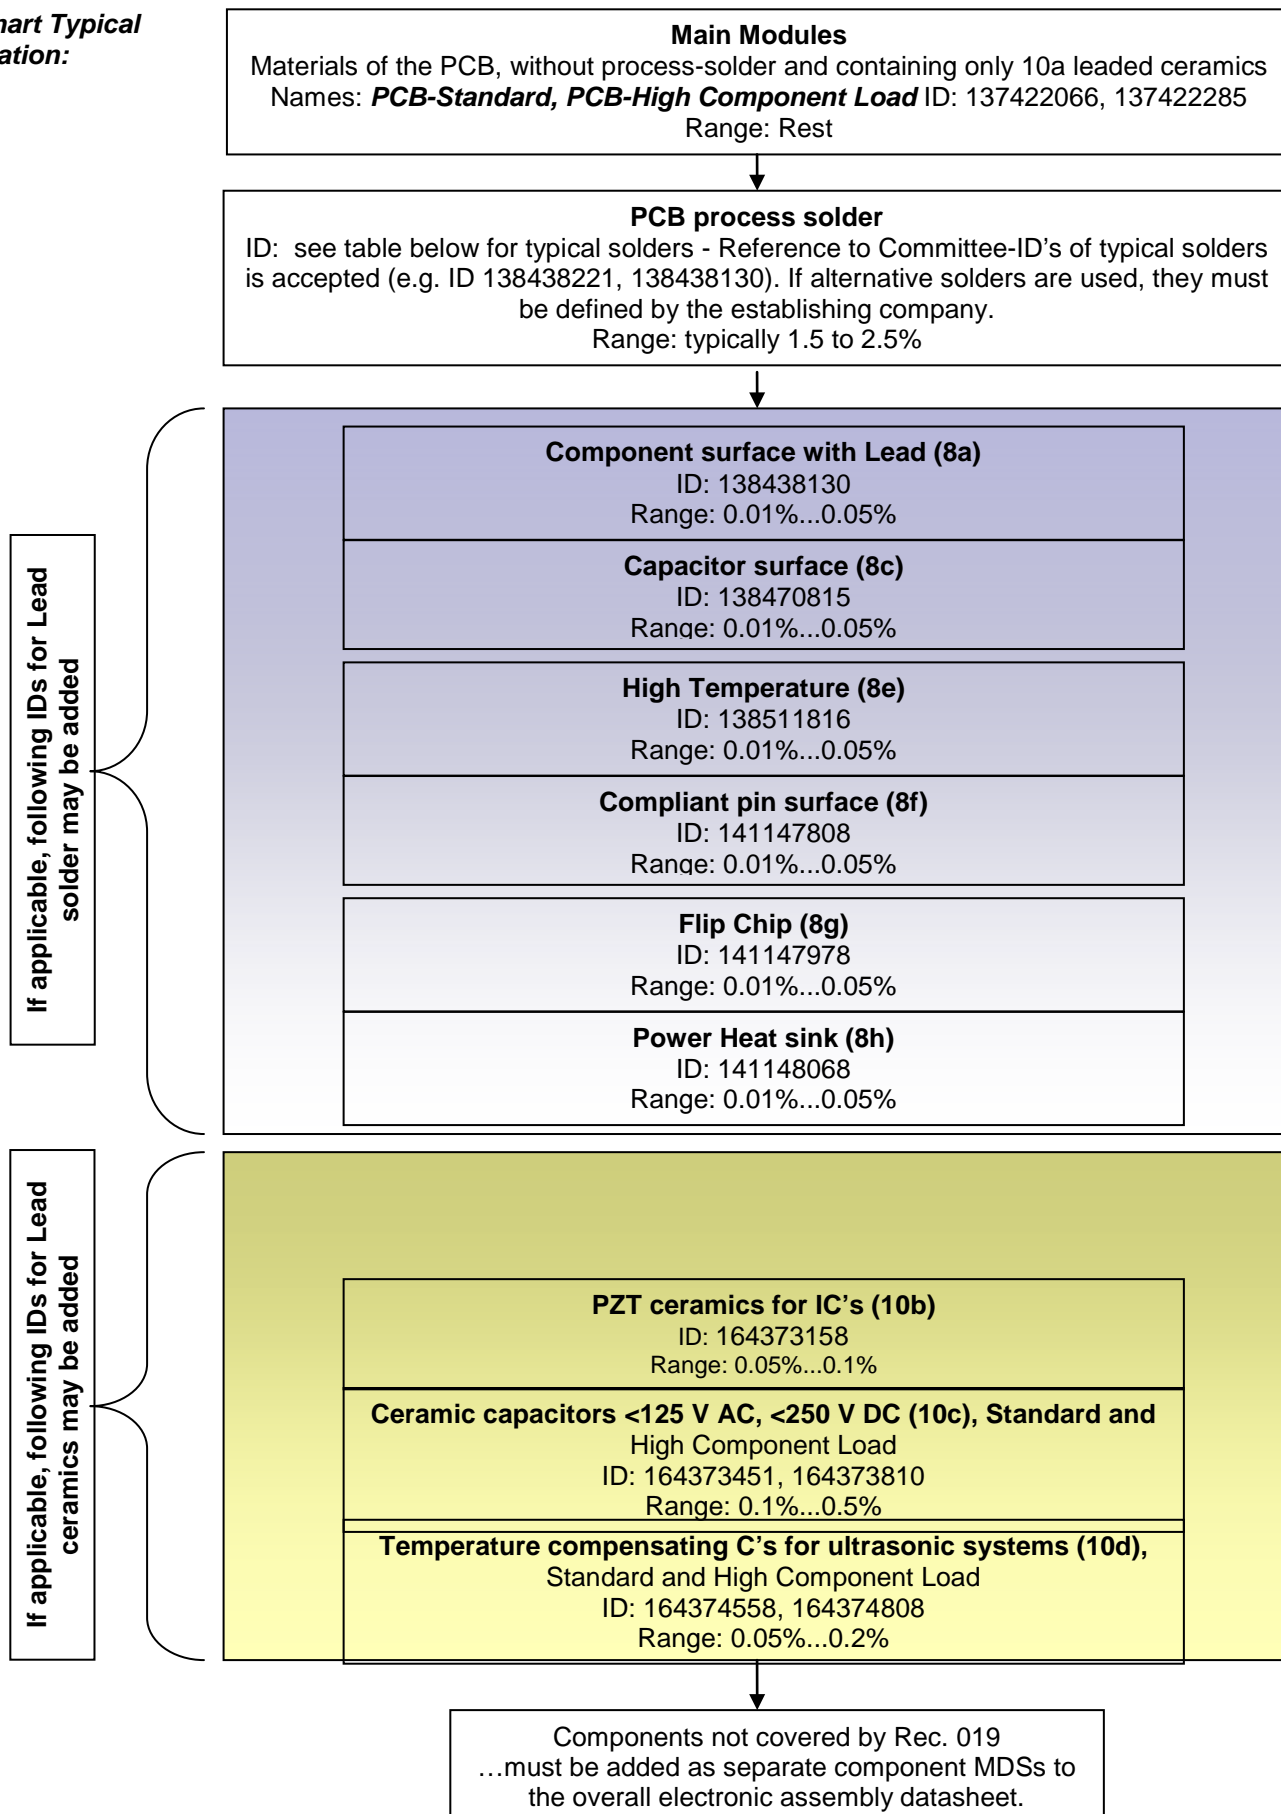 nart Typical
ation:
Main Modules
Materials of the PCB, without process-solder and containing only 10a leaded ceramics
Names: PCB-Standard, PCB-High Component Load ID: 137422066, 137422285
Range: Rest
PCB process solder
ID: see table below for typical solders - Reference to Committee-ID's of typical solders
is accepted (e.g. ID 138438221, 138438130). If alternative solders are used, they must
be defined by the establishing company.
Range: typically 1.5 to 2.5%
If applicable, following IDs for Lead
solder may be added
Component surface with Lead (8a)
ID: 138438130
Range: 0.01%...0.05%
Capacitor surface (8c)
ID: 138470815
Range: 0.01%...0.05%
High Temperature (8e)
ID: 138511816
Range: 0.01%...0.05%
Compliant pin surface (8f)
ID: 141147808
Range: 0.01%...0.05%
Flip Chip (8g)
ID: 141147978
Range: 0.01%...0.05%
Power Heat sink (8h)
ID: 141148068
Range: 0.01%...0.05%
If applicable, following IDs for Lead
ceramics may be added
PZT ceramics for IC's (10b)
ID: 164373158
Range: 0.05%...0.1%
Ceramic capacitors <125 V AC, <250 V DC (10c), Standard and
High Component Load
ID: 164373451, 164373810
Range: 0.1%...0.5%
Temperature compensating C's for ultrasonic systems (10d),
Standard and High Component Load
ID: 164374558, 164374808
Range: 0.05%...0.2%
Components not covered by Rec. 019
…must be added as separate component MDSs to
the overall electronic assembly datasheet.